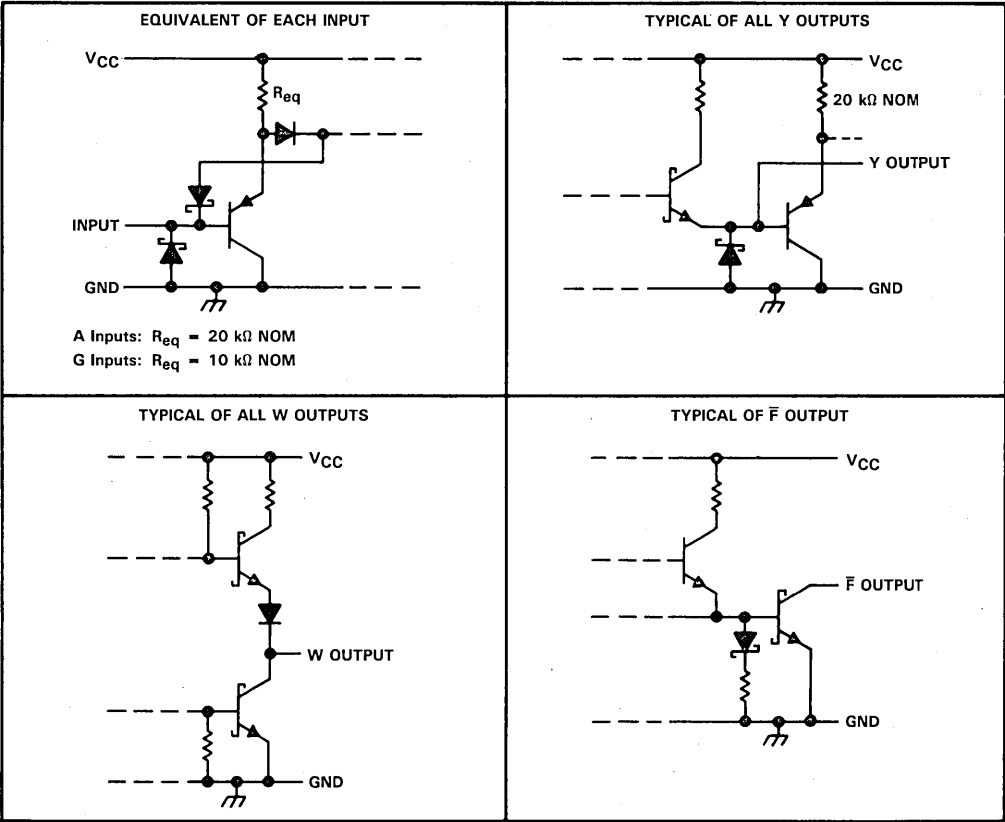 EQUIVALENT OF EACH INPUT
VCC
Req
INPUT
GND
A Inputs: Req = 20 kΩ NOM
G Inputs: Req = 10 kΩ NOM
TYPICAL OF ALL Y OUTPUTS
VCC
20 kΩ NOM
Y OUTPUT
GND
TYPICAL OF ALL W OUTPUTS
VCC
W OUTPUT
GND
TYPICAL OF F̅ OUTPUT
VCC
F̅ OUTPUT
GND